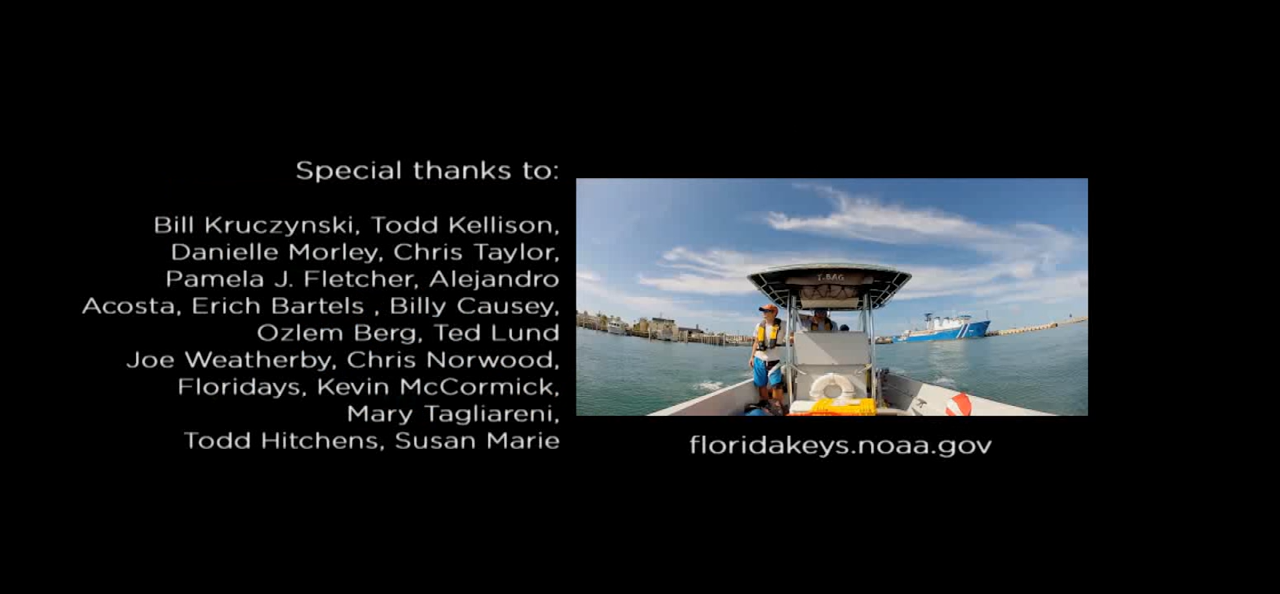 Special thanks to:
Bill Kruczynski, Todd Kellison,
Danielle Morley, Chris Taylor,
Pamela J. Fletcher, Alejandro
Acosta, Erich Bartels , Billy Causey,
Ozlem Berg, Ted Lund
Joe Weatherby, Chris Norwood,
Floridays, Kevin McCormick,
Mary Tagliareni,
Todd Hitchens, Susan Marie
T-BAG
floridakeys.noaa.gov